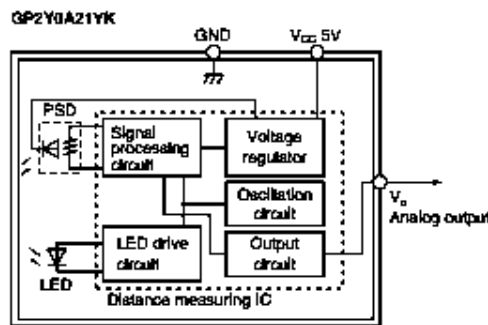 GP2Y0A21YK
GND
VCC 5V
PSD
Signal
processing
circuit
Voltage
regulator
Oscillation
circuit
Vo
Analog output
LED drive
circuit
Output
circuit
LED
Distance measuring IC